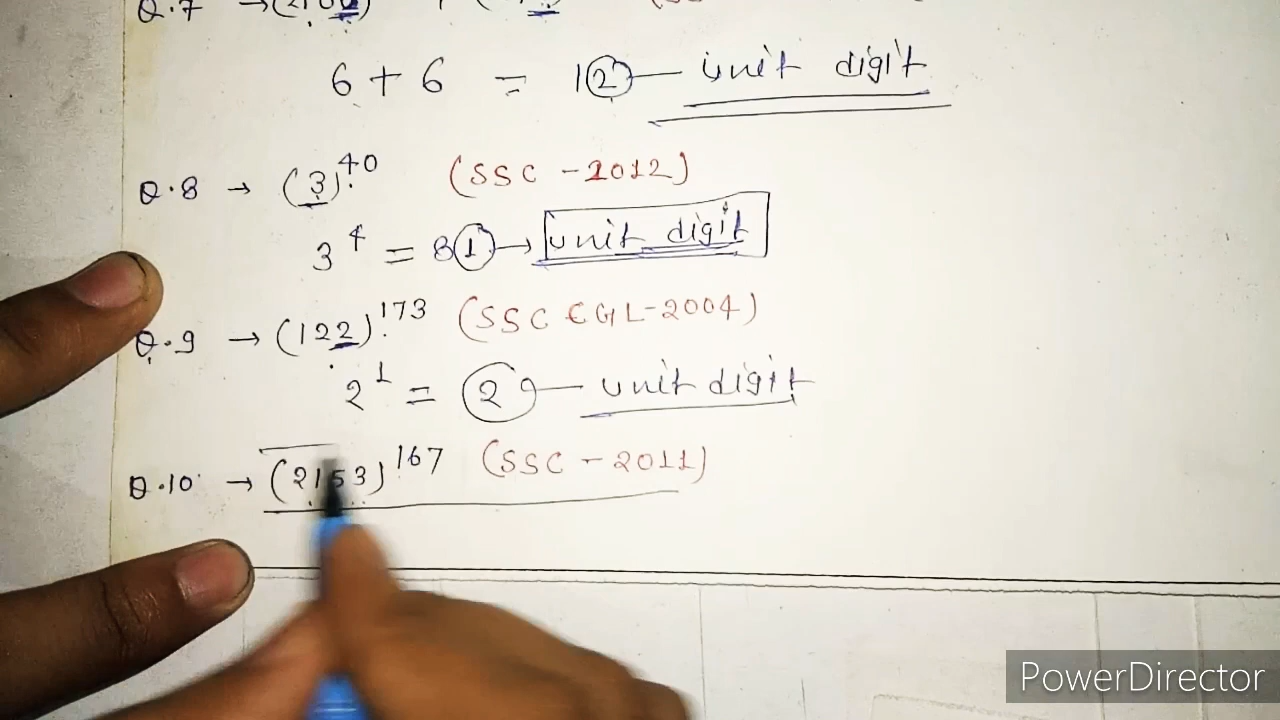 Q.7 →
6 + 6 = 12 — unit digit
Q.8 → (3)^40 (SSC - 2012)
3^4 = 81 → unit digit
Q.9 → (122)^173 (SSC CGL-2004)
2^1 = 2 — unit digit
Q.10 → (2153)^167 (SSC - 2011)
PowerDirector